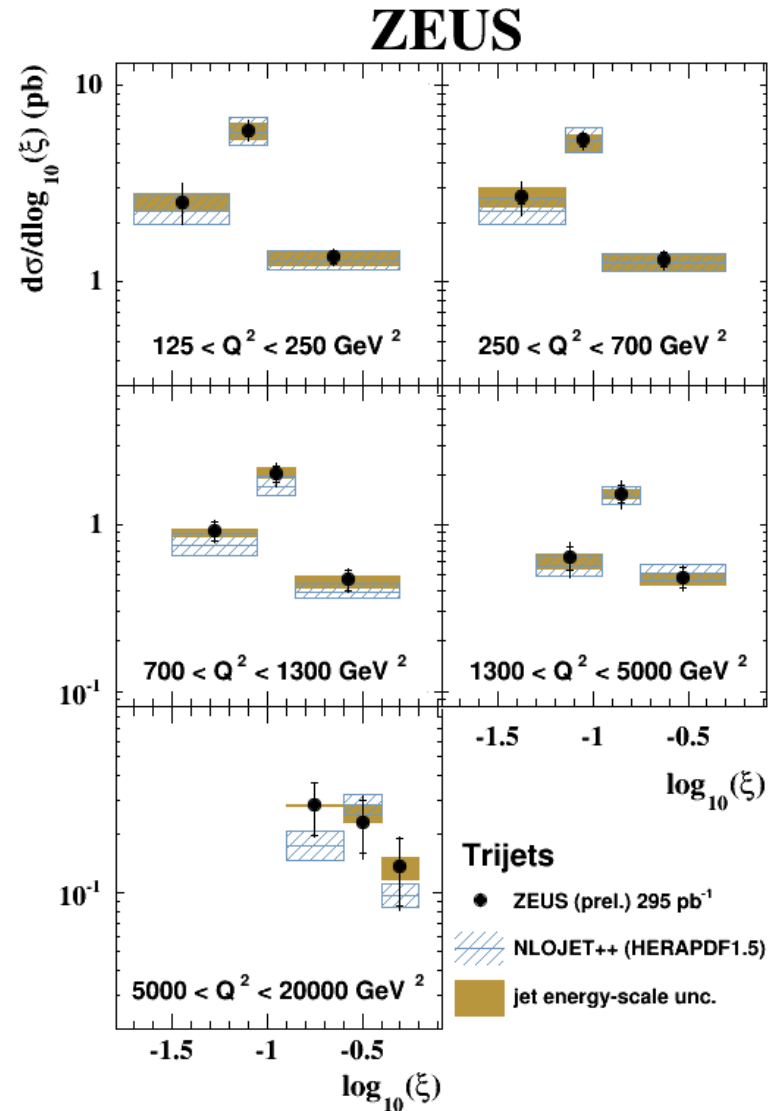 ZEUS
dσ/dlog₁₀(ξ) (pb)
10
1
125 < Q² < 250 GeV²
250 < Q² < 700 GeV²
1
10⁻¹
700 < Q² < 1300 GeV²
1300 < Q² < 5000 GeV²
-1.5 -1 -0.5
log₁₀(ξ)
10⁻¹
5000 < Q² < 20000 GeV²
-1.5 -1 -0.5
log₁₀(ξ)
Trijets
ZEUS (prel.) 295 pb⁻¹
NLOJET++ (HERAPDF1.5)
jet energy-scale unc.